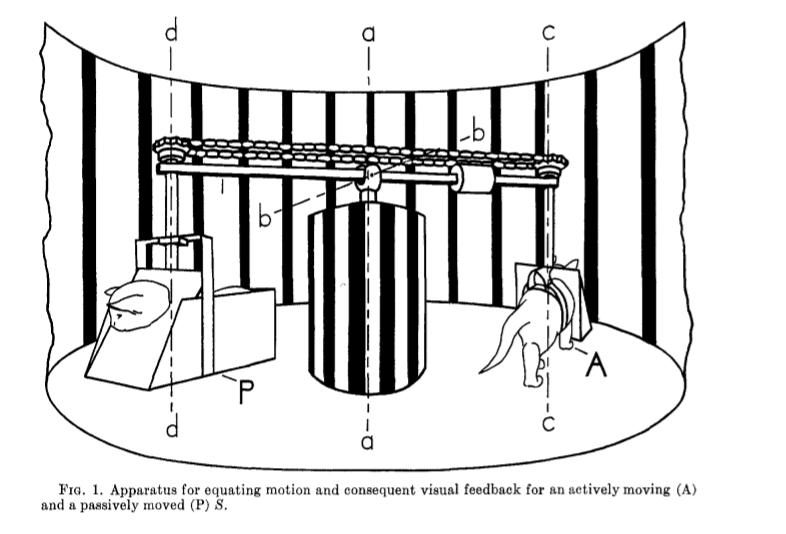 d a c
b
b
P A
d a c
FIG. 1. Apparatus for equating motion and consequent visual feedback for an actively moving (A)
and a passively moved (P) S.